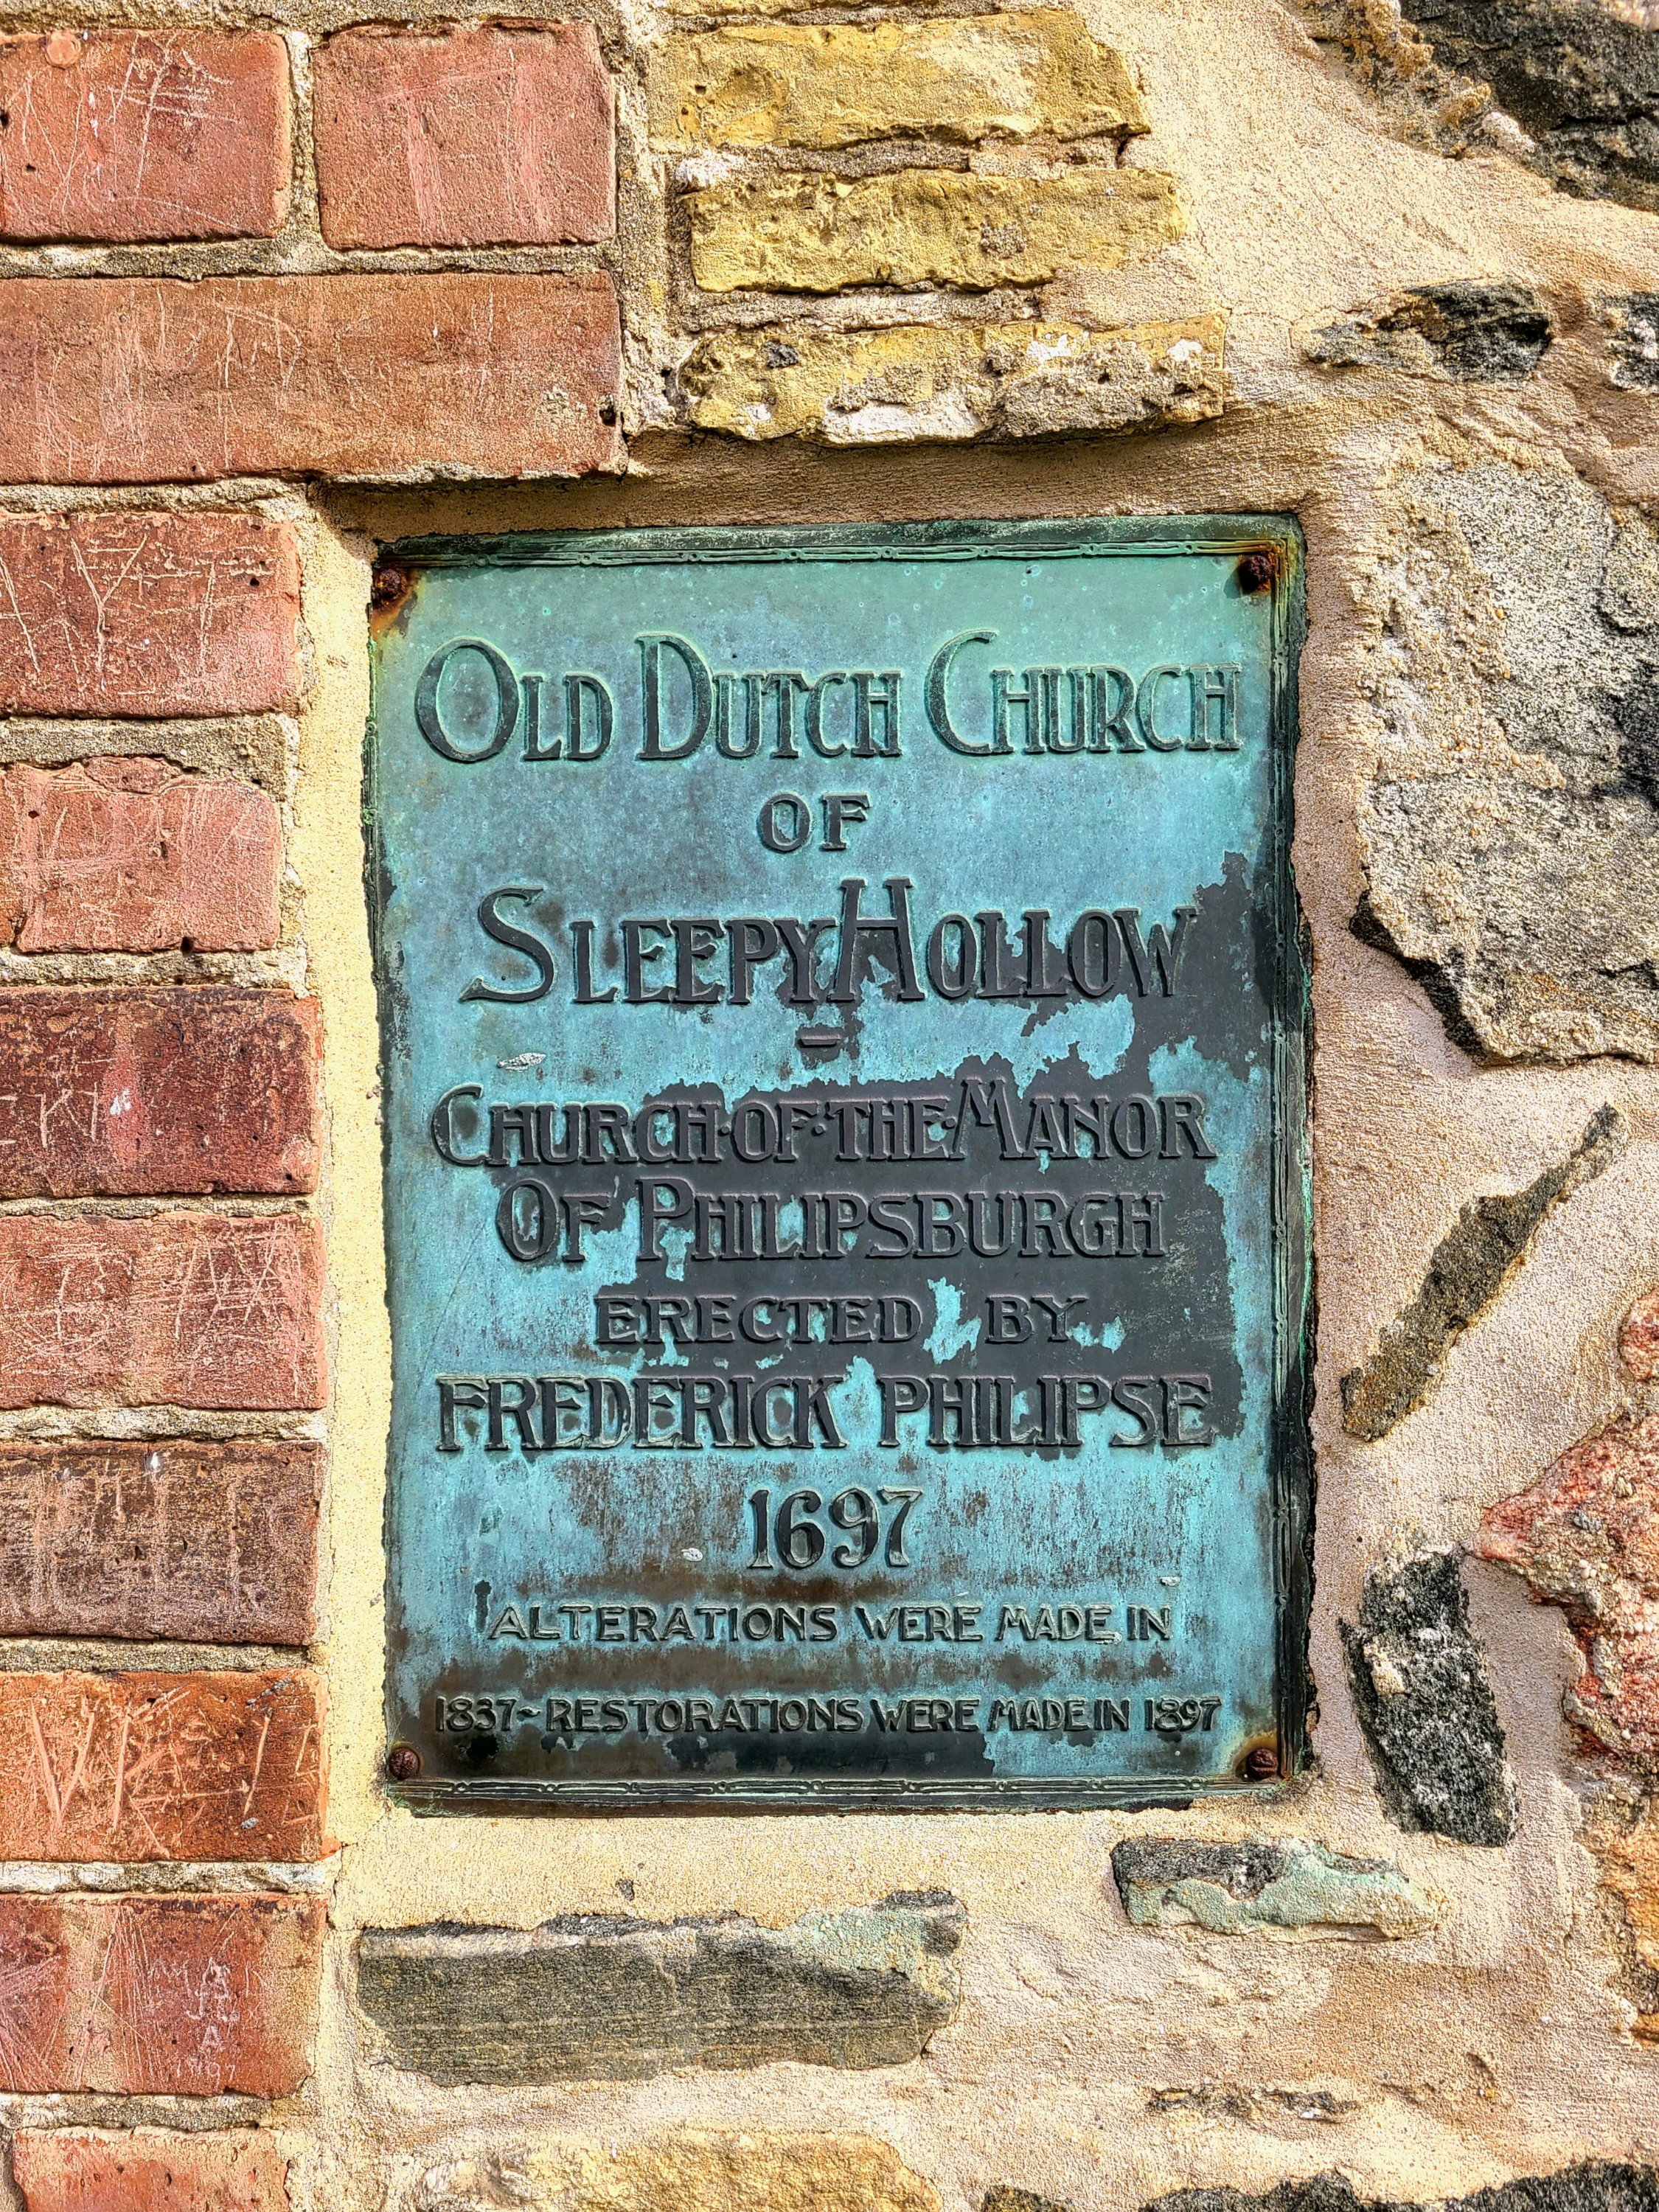 Old Dutch Church
of
Sleepy Hollow
=
Church·of·the·Manor
Of Philipsburgh
ERECTED BY
FREDERICK PHILIPSE
1697
ALTERATIONS WERE MADE IN
1837~RESTORATIONS WERE MADE IN 1897